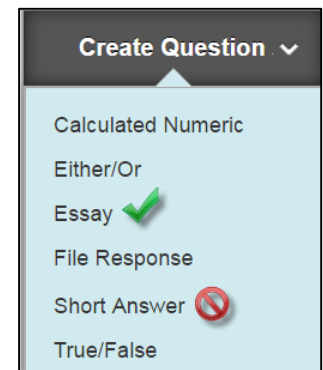 Create Question
Calculated Numeric
Either/Or
Essay
File Response
Short Answer
True/False